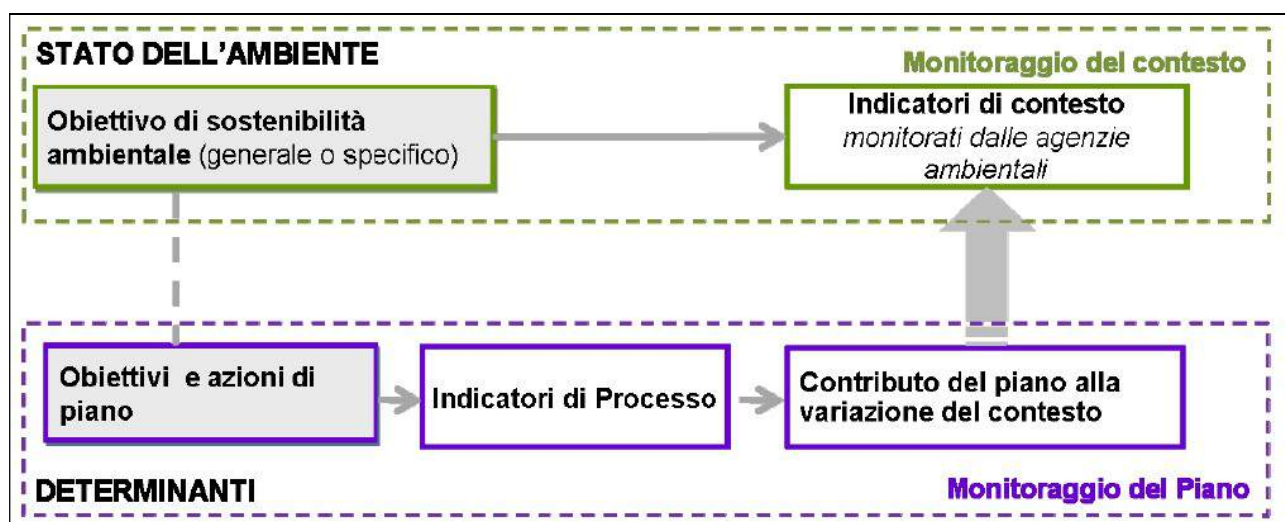 STATO DELL'AMBIENTE
Monitoraggio del contesto
Obiettivo di sostenibilità
ambientale (generale o specifico)
Indicatori di contesto
monitorati dalle agenzie
ambientali
Obiettivi e azioni di
piano
Indicatori di Processo
Contributo del piano alla
variazione del contesto
DETERMINANTI
Monitoraggio del Piano